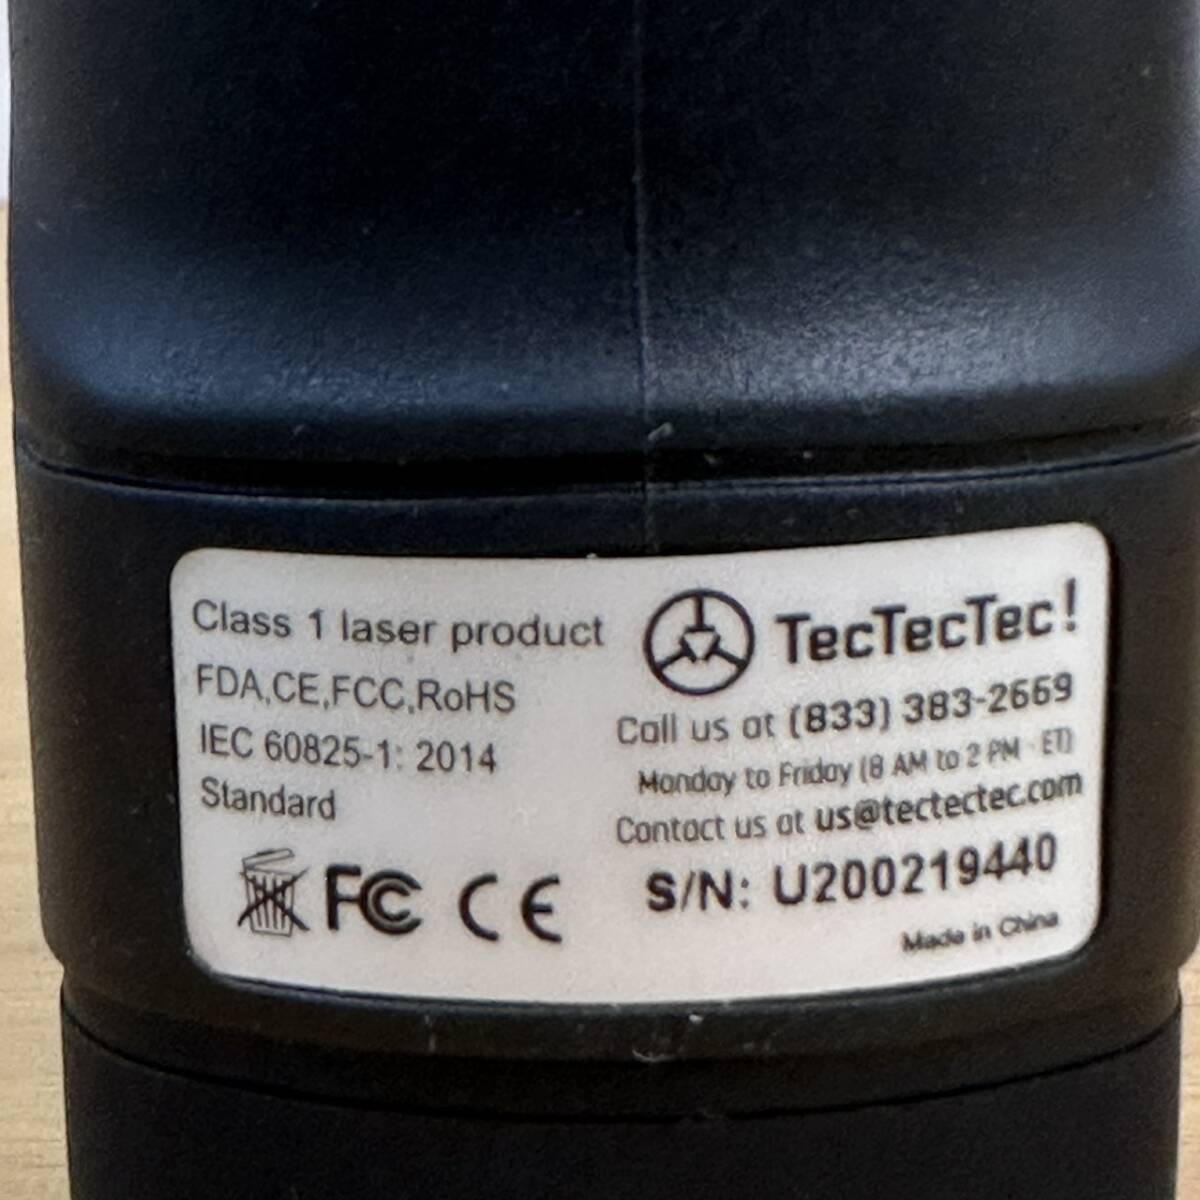 Class 1 laser product
FDA,CE,FCC,RoHS
IEC 60825-1: 2014
Standard
FC CE
TecTecTec!
Call us at (833) 383-2669
Monday to Friday (8 AM to 2 PM - ET)
Contact us at us@tectectec.com
S/N: U200219440
Made in China